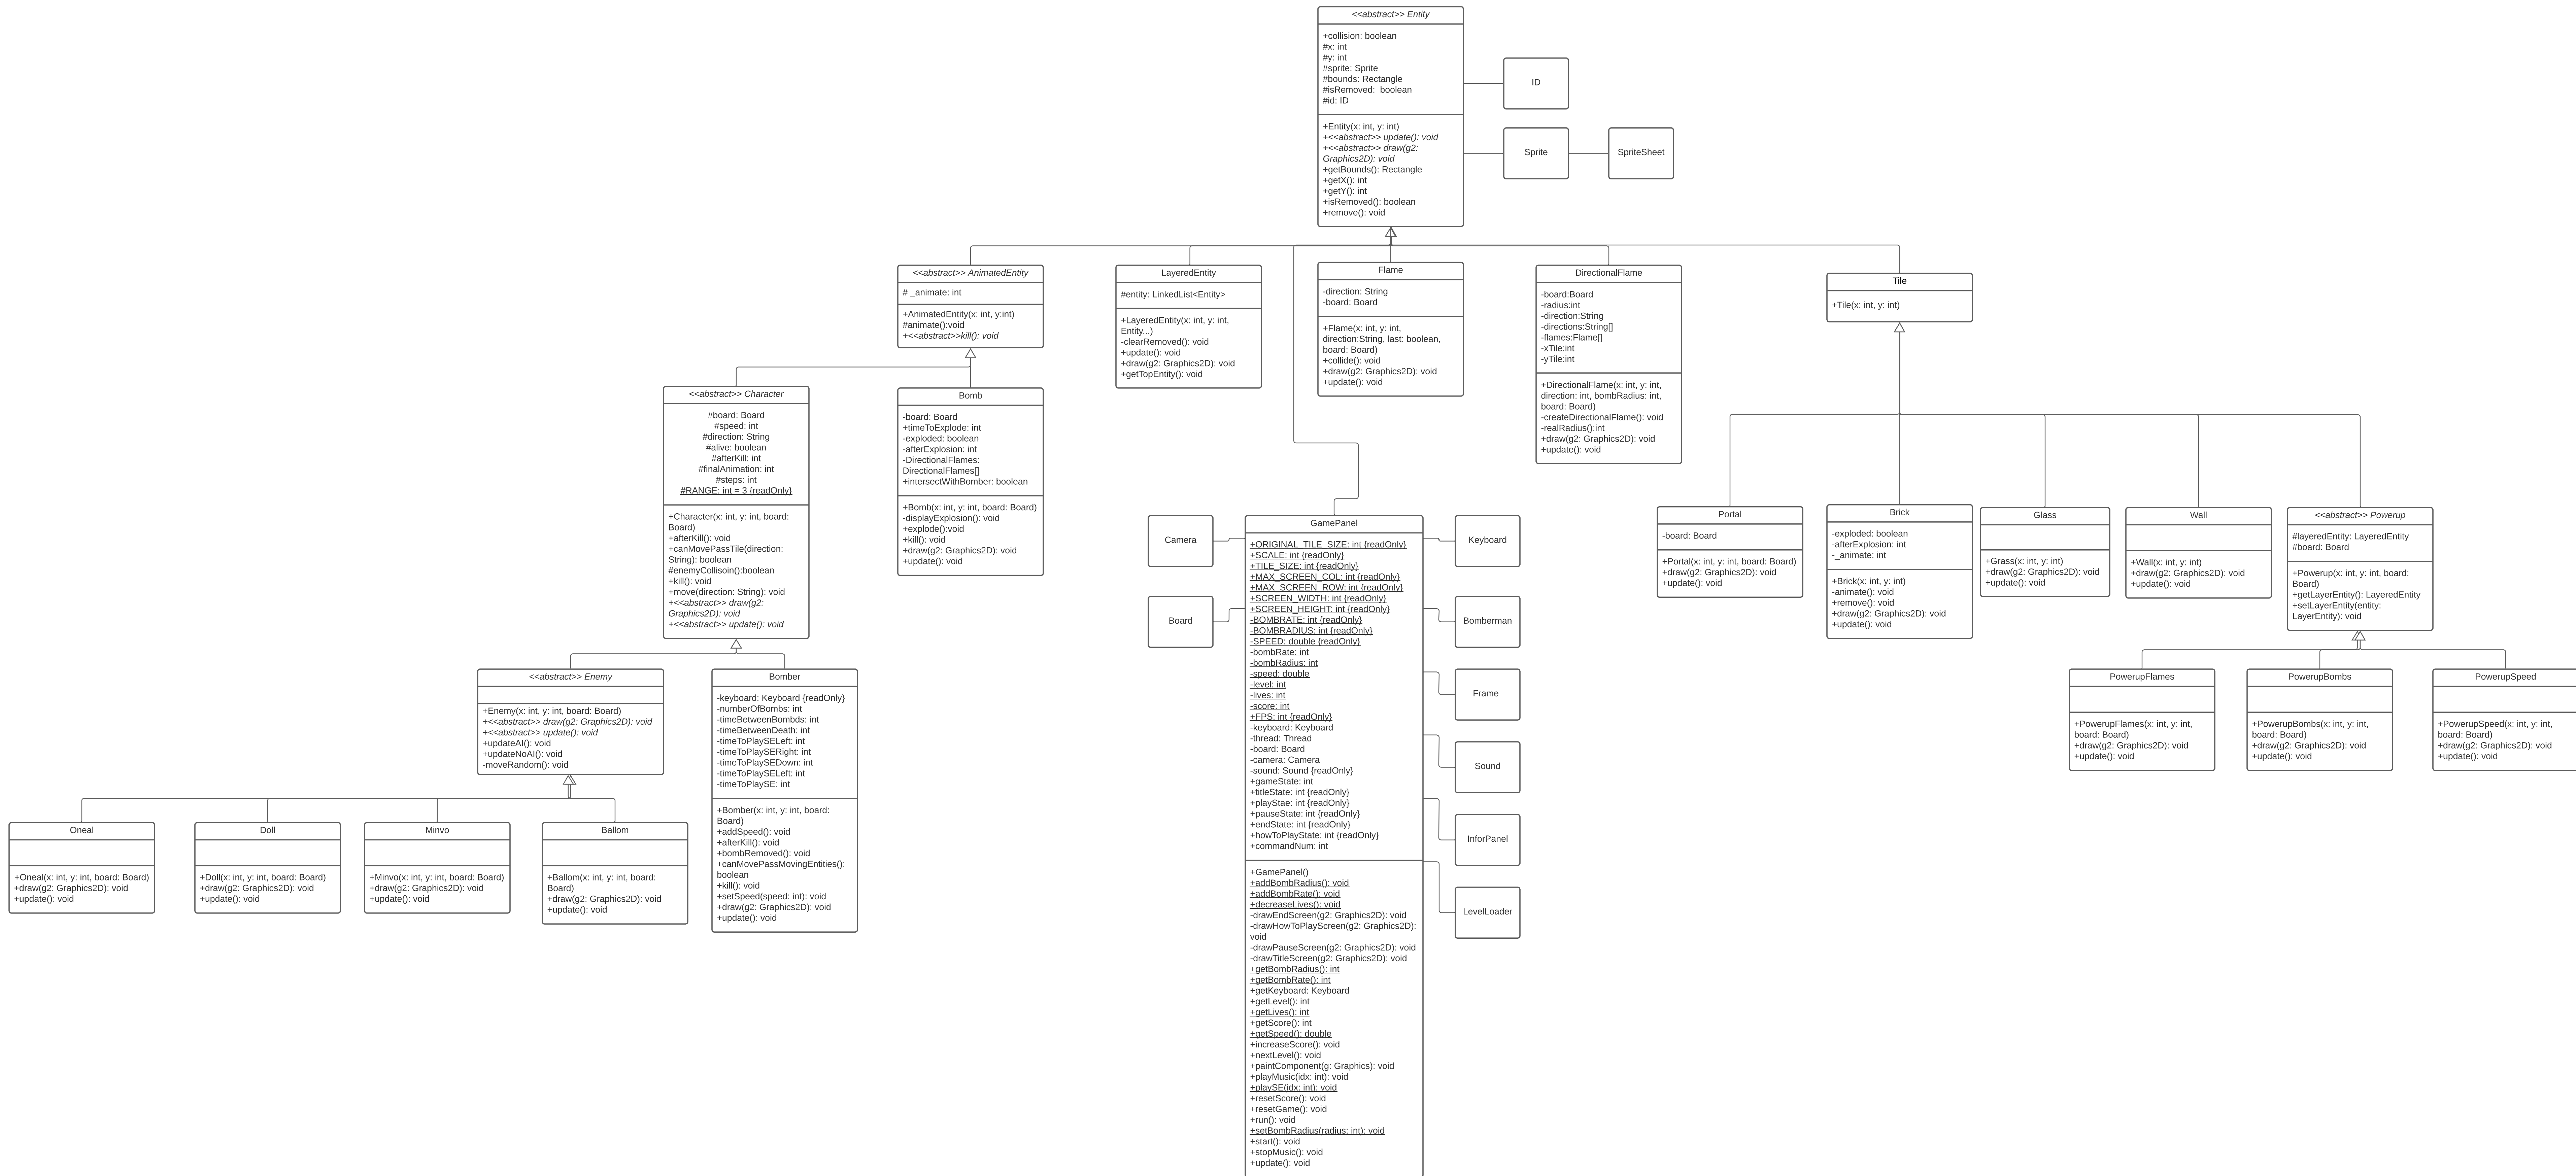 <<abstract>> Entity
+collision: boolean
#x: int
#y: int
#sprite: Sprite
#bounds: Rectangle
#isRemoved:  boolean
#id: ID
+Entity(x: int, y: int)
+<<abstract>> update(): void
+<<abstract>> draw(g2:
Graphics2D): void
+getBounds(): Rectangle
+getX(): int
+getY(): int
+isRemoved(): boolean
+remove(): void
ID
Sprite
SpriteSheet
<<abstract>> AnimatedEntity
# _animate: int
+AnimatedEntity(x: int, y:int)
#animate():void
+<<abstract>>kill(): void
LayeredEntity
#entity: LinkedList<Entity>
+LayeredEntity(x: int, y: int,
Entity...)
-clearRemoved(): void
+update(): void
+draw(g2: Graphics2D): void
+getTopEntity(): void
Flame
-direction: String
-board: Board
+Flame(x: int, y: int,
direction:String, last: boolean,
board: Board)
+collide(): void
+draw(g2: Graphics2D): void
+update(): void
DirectionalFlame
-board:Board
-radius:int
-direction:String
-directions:String[]
-flames:Flame[]
-xTile:int
-yTile:int
+DirectionalFlame(x: int, y: int,
direction: int, bombRadius: int,
board: Board)
-createDirectionalFlame(): void
-realRadius():int
+draw(g2: Graphics2D): void
+update(): void
Tile
+Tile(x: int, y: int)
<<abstract>> Character
#board: Board
#speed: int
#direction: String
#alive: boolean
#afterKill: int
#finalAnimation: int
#steps: int
#RANGE: int = 3 {readOnly}
+Character(x: int, y: int, board:
Board)
+afterKill(): void
+canMovePassTile(direction:
String): boolean
#enemyCollisoin():boolean
+kill(): void
+move(direction: String): void
+<<abstract>> draw(g2:
Graphics2D): void
+<<abstract>> update(): void
Bomb
-board: Board
+timeToExplode: int
-exploded: boolean
-afterExplosion: int
-DirectionalFlames:
DirectionalFlames[]
+intersectWithBomber: boolean
+Bomb(x: int, y: int, board: Board)
-displayExplosion(): void
+explode():void
+kill(): void
+draw(g2: Graphics2D): void
+update(): void
Camera
Board
GamePanel
+ORIGINAL_TILE_SIZE: int {readOnly}
+SCALE: int {readOnly}
+TILE_SIZE: int {readOnly}
+MAX_SCREEN_COL: int {readOnly}
+MAX_SCREEN_ROW: int {readOnly}
+SCREEN_WIDTH: int {readOnly}
+SCREEN_HEIGHT: int {readOnly}
-BOMBRATE: int {readOnly}
-BOMBRADIUS: int {readOnly}
-SPEED: double {readOnly}
-bombRate: int
-bombRadius: int
-speed: double
-level: int
-lives: int
-score: int
+FPS: int {readOnly}
-keyboard: Keyboard
-thread: Thread
-board: Board
-camera: Camera
-sound: Sound {readOnly}
+gameState: int
+titleState: int {readOnly}
+playStae: int {readOnly}
+pauseState: int {readOnly}
+endState: int {readOnly}
+howToPlayState: int {readOnly}
+commandNum: int
+GamePanel()
+addBombRadius(): void
+addBombRate(): void
+decreaseLives(): void
-drawEndScreen(g2: Graphics2D): void
-drawHowToPlayScreen(g2: Graphics2D):
void
-drawPauseScreen(g2: Graphics2D): void
-drawTitleScreen(g2: Graphics2D): void
+getBombRadius(): int
+getBombRate(): int
+getKeyboard: Keyboard
+getLevel(): int
+getLives(): int
+getScore(): int
+getSpeed(): double
+increaseScore(): void
+nextLevel(): void
+paintComponent(g: Graphics): void
+playMusic(idx: int): void
+playSE(idx: int): void
+resetScore(): void
+resetGame(): void
+run(): void
+setBombRadius(radius: int): void
+start(): void
+stopMusic(): void
+update(): void
Keyboard
Bomberman
Frame
Sound
InforPanel
LevelLoader
Portal
-board: Board
+Portal(x: int, y: int, board: Board)
+draw(g2: Graphics2D): void
+update(): void
Brick
-exploded: boolean
-afterExplosion: int
-_animate: int
+Brick(x: int, y: int)
-animate(): void
+remove(): void
+draw(g2: Graphics2D): void
+update(): void
Glass
+Grass(x: int, y: int)
+draw(g2: Graphics2D): void
+update(): void
Wall
+Wall(x: int, y: int)
+draw(g2: Graphics2D): void
+update(): void
<<abstract>> Powerup
#layeredEntity: LayeredEntity
#board: Board
+Powerup(x: int, y: int, board:
Board)
+getLayerEntity(): LayeredEntity
+setLayerEntity(entity:
LayerEntity): void
<<abstract>> Enemy
+Enemy(x: int, y: int, board: Board)
+<<abstract>> draw(g2: Graphics2D): void
+<<abstract>> update(): void
+updateAI(): void
+updateNoAI(): void
-moveRandom(): void
Bomber
-keyboard: Keyboard {readOnly}
-numberOfBombs: int
-timeBetweenBombds: int
-timeBetweenDeath: int
-timeToPlaySELeft: int
-timeToPlaySERight: int
-timeToPlaySEDown: int
-timeToPlaySELeft: int
-timeToPlaySE: int
+Bomber(x: int, y: int, board:
Board)
+addSpeed(): void
+afterKill(): void
+bombRemoved(): void
+canMovePassMovingEntities():
boolean
+kill(): void
+setSpeed(speed: int): void
+draw(g2: Graphics2D): void
+update(): void
PowerupFlames
+PowerupFlames(x: int, y: int,
board: Board)
+draw(g2: Graphics2D): void
+update(): void
PowerupBombs
+PowerupBombs(x: int, y: int,
board: Board)
+draw(g2: Graphics2D): void
+update(): void
PowerupSpeed
+PowerupSpeed(x: int, y: int,
board: Board)
+draw(g2: Graphics2D): void
+update(): void
Oneal
+Oneal(x: int, y: int, board: Board)
+draw(g2: Graphics2D): void
+update(): void
Doll
+Doll(x: int, y: int, board: Board)
+draw(g2: Graphics2D): void
+update(): void
Minvo
+Minvo(x: int, y: int, board: Board)
+draw(g2: Graphics2D): void
+update(): void
Ballom
+Ballom(x: int, y: int, board:
Board)
+draw(g2: Graphics2D): void
+update(): void